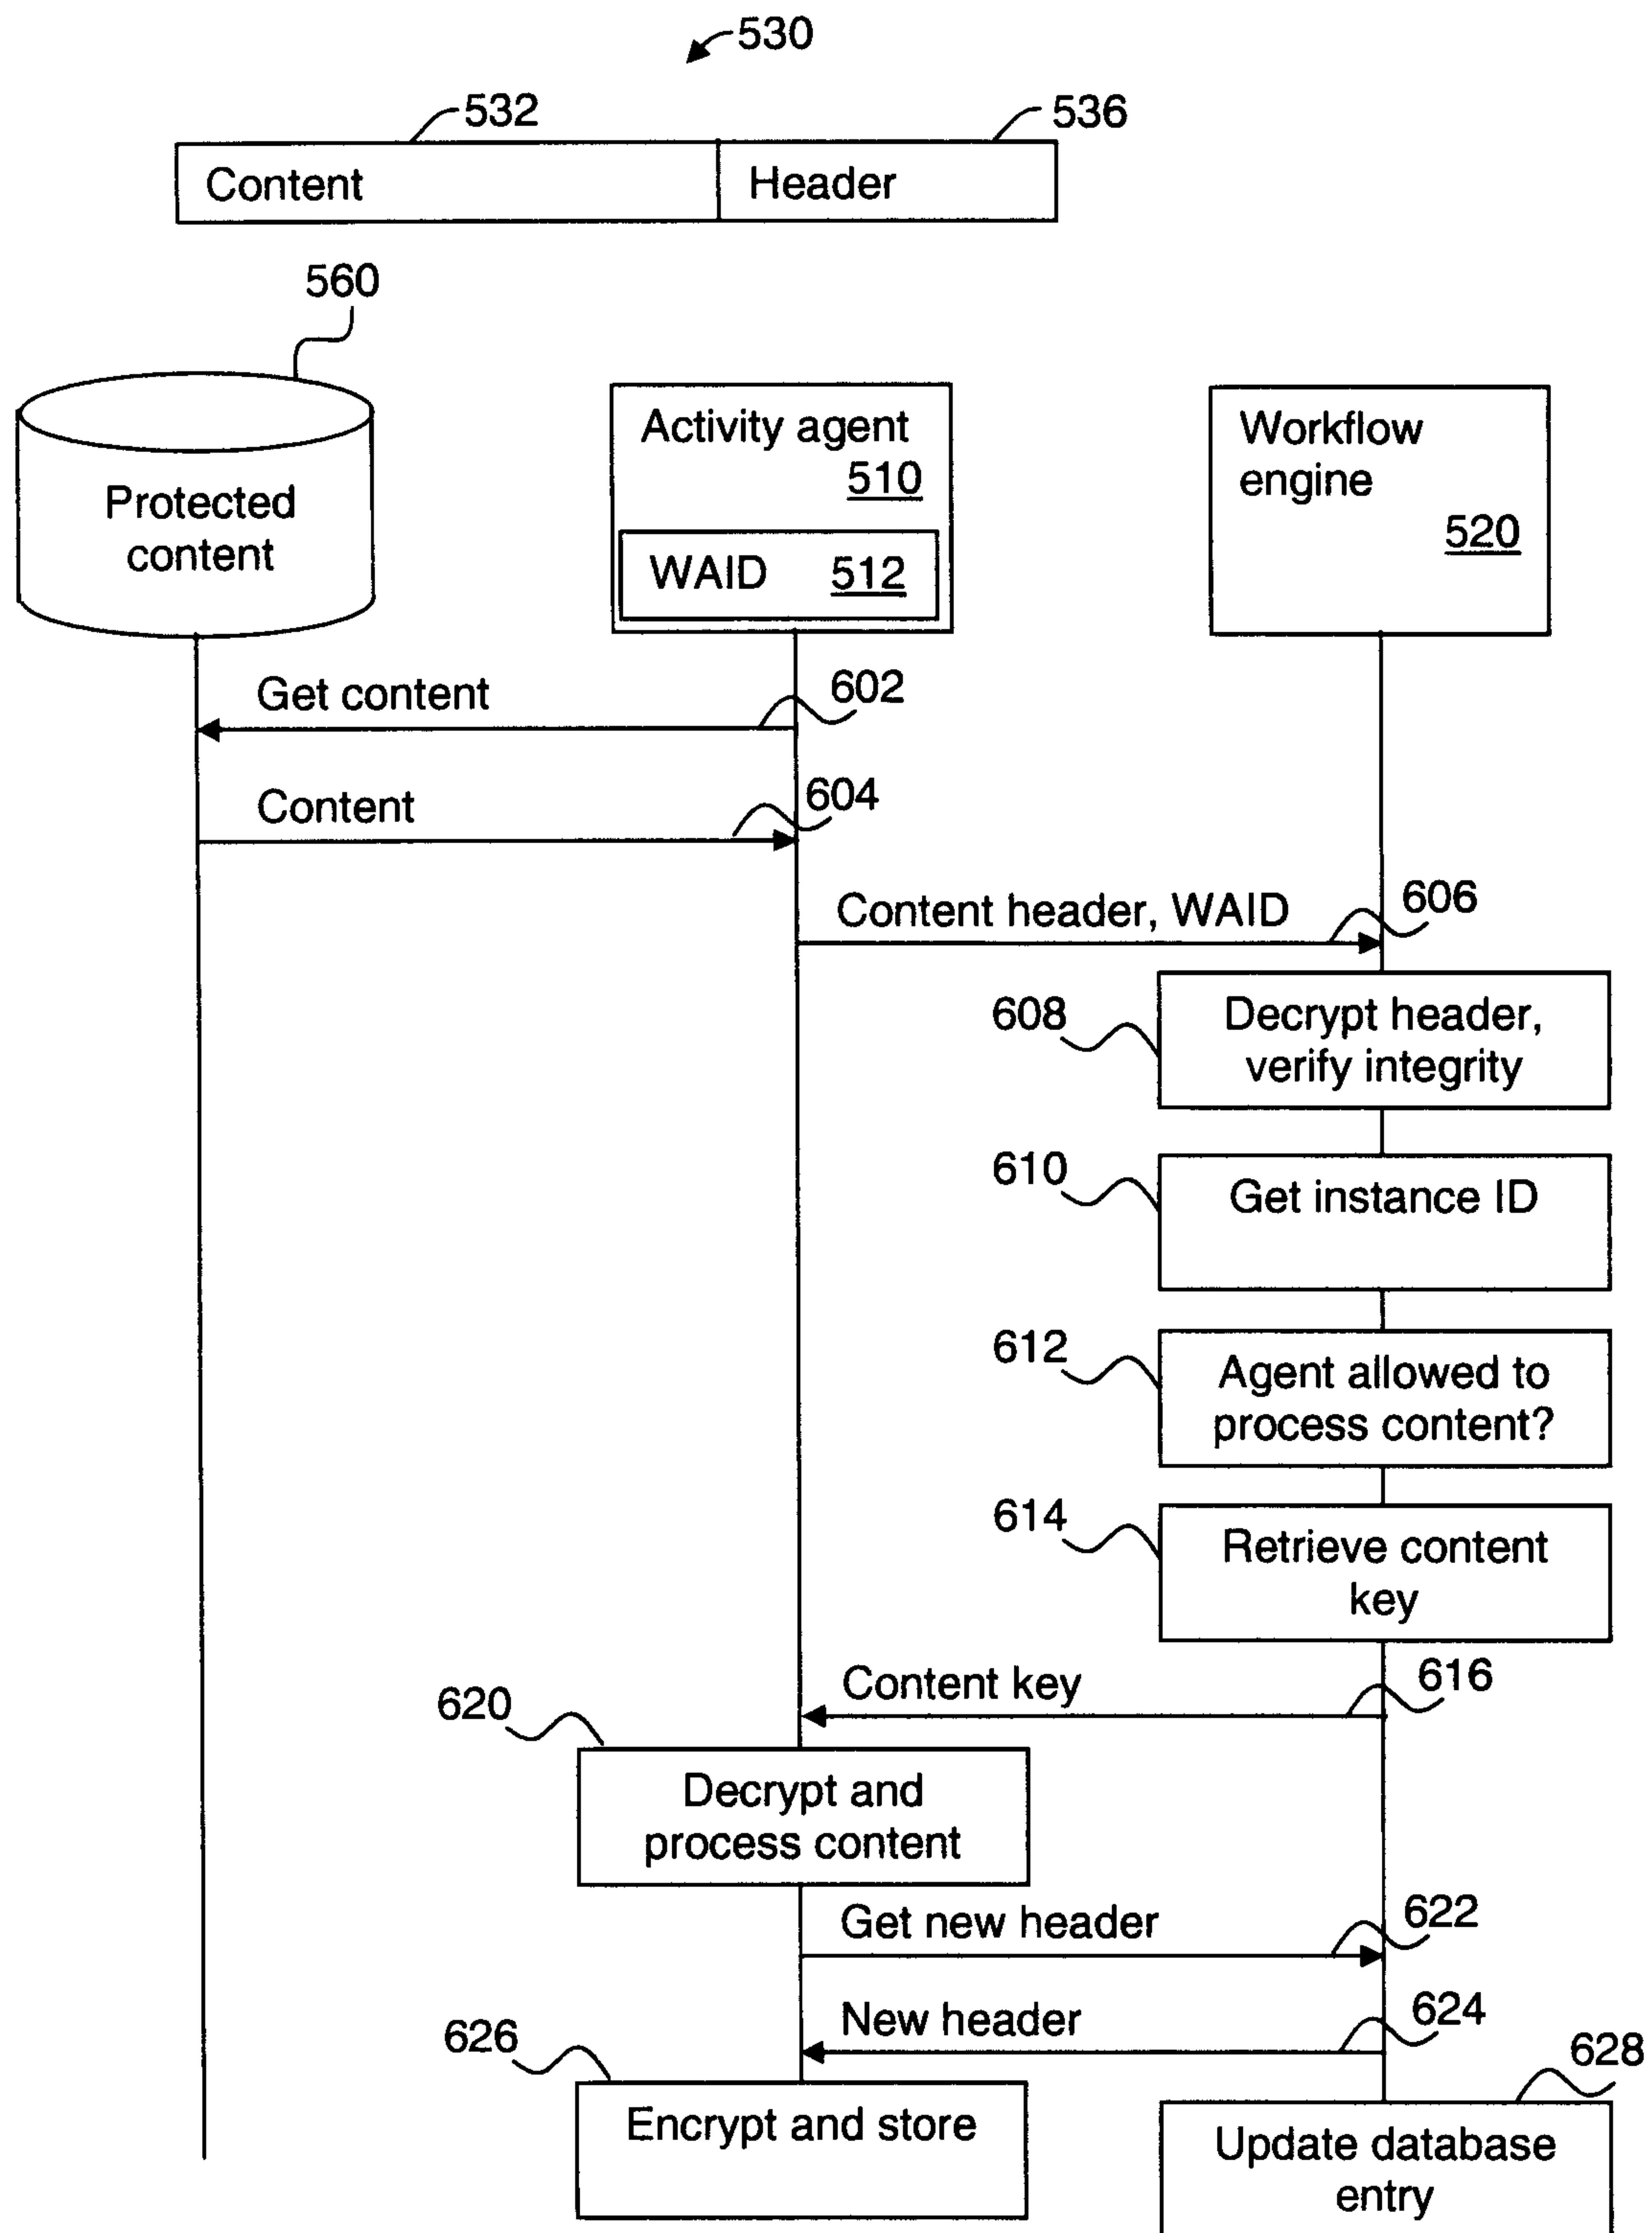 530
532
536
Content
Header
560
Protected
content
Activity agent
510
WAID 512
Workflow
engine
520
Get content
602
Content
604
Content header, WAID
606
608
Decrypt header,
verify integrity
610
Get instance ID
612
Agent allowed to
process content?
614
Retrieve content
key
Content key
616
620
Decrypt and
process content
Get new header
622
New header
624
626
Encrypt and store
628
Update database
entry